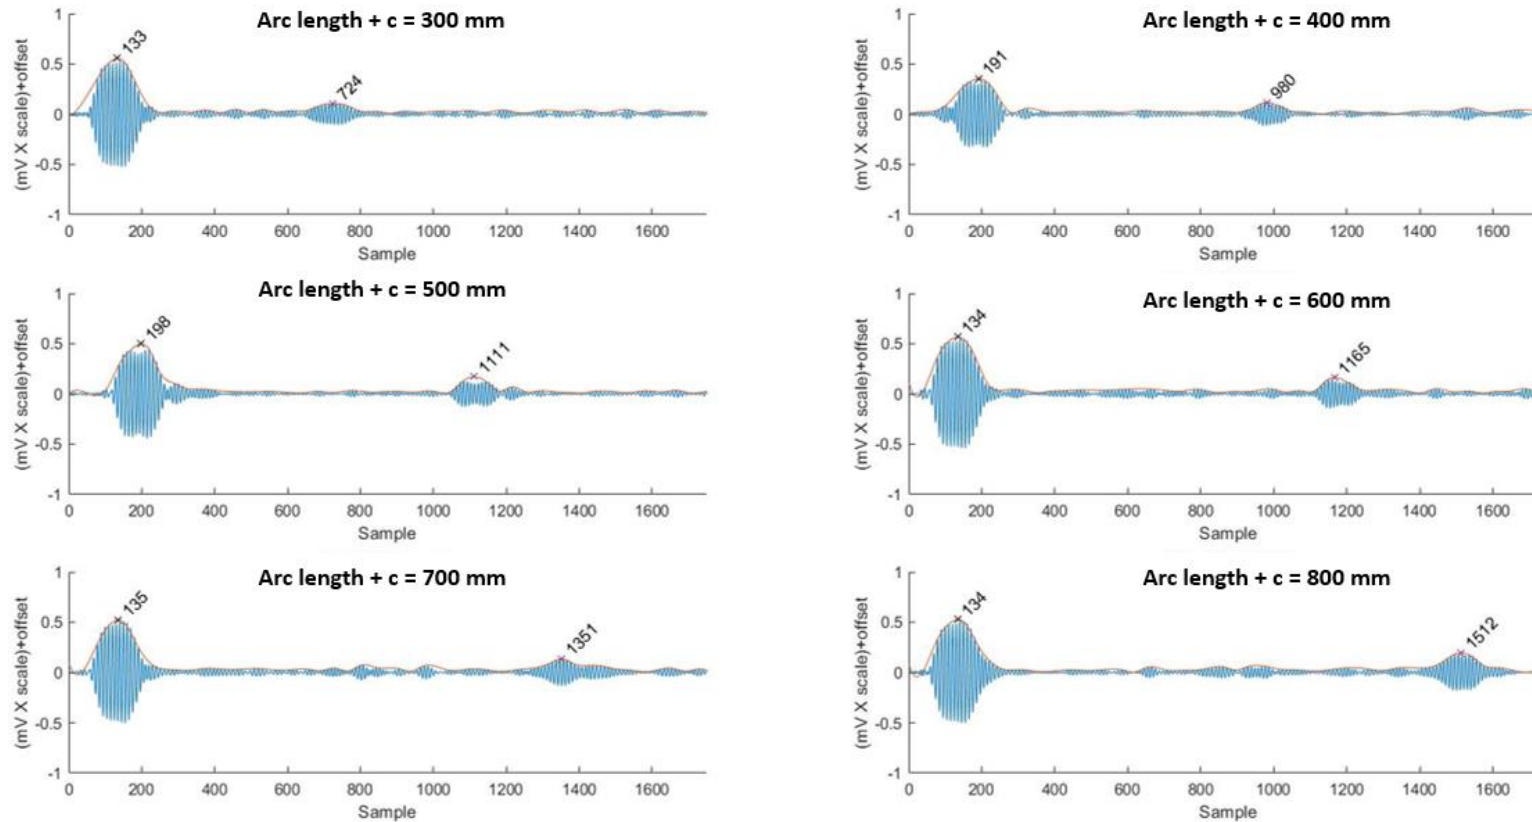 Arc length + c = 300 mm
(mV X scale)+offset
1
0.5
0
-0.5
-1
133
724
0 200 400 600 800 1000 1200 1400 1600
Sample
Arc length + c = 400 mm
(mV X scale)+offset
1
0.5
0
-0.5
-1
191
980
0 200 400 600 800 1000 1200 1400 1600
Sample
Arc length + c = 500 mm
(mV X scale)+offset
1
0.5
0
-0.5
-1
198
1111
0 200 400 600 800 1000 1200 1400 1600
Sample
Arc length + c = 600 mm
(mV X scale)+offset
1
0.5
0
-0.5
-1
134
1165
0 200 400 600 800 1000 1200 1400 1600
Sample
Arc length + c = 700 mm
(mV X scale)+offset
1
0.5
0
-0.5
-1
135
1351
0 200 400 600 800 1000 1200 1400 1600
Sample
Arc length + c = 800 mm
(mV X scale)+offset
1
0.5
0
-0.5
-1
134
1512
0 200 400 600 800 1000 1200 1400 1600
Sample